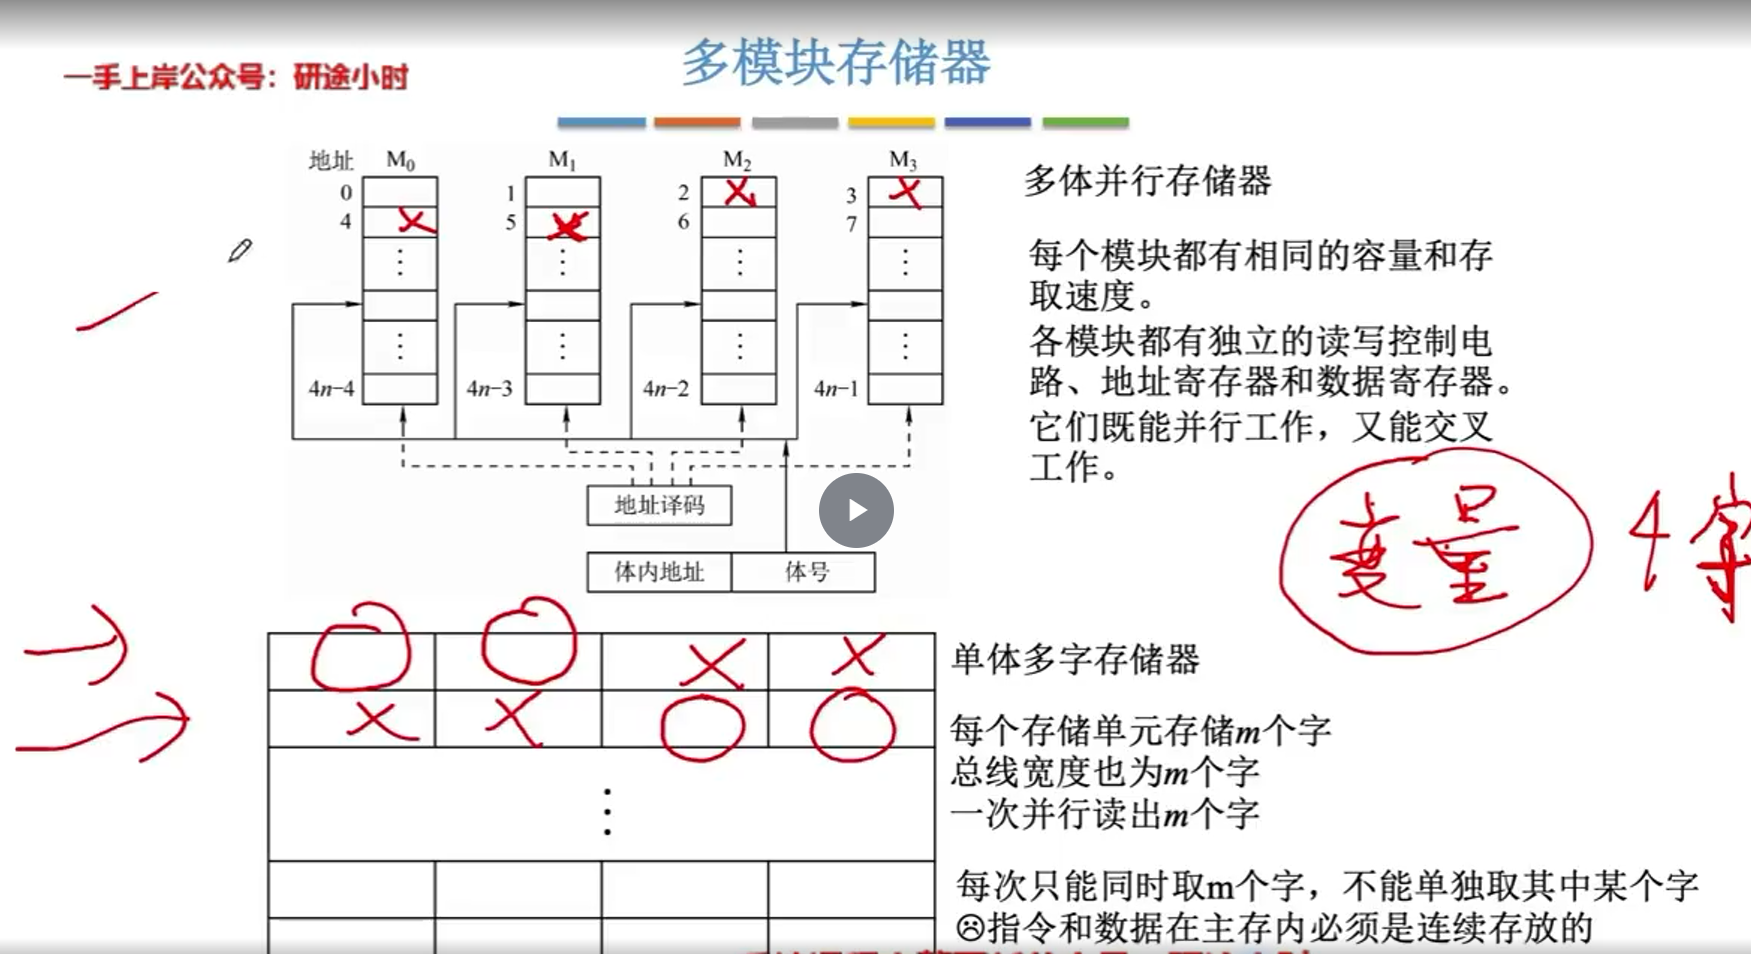 多模块存储器
一手上岸公众号：研途小时
地址 M₀ M₁ M₂ M₃
0 1 2 3
4 5 6 7
4n−4 4n−3 4n−2 4n−1
地址译码
体内地址 体号
多体并行存储器
每个模块都有相同的容量和存
取速度。
各模块都有独立的读写控制电
路、地址寄存器和数据寄存器。
它们既能并行工作，又能交叉
工作。
变量 4字
单体多字存储器
每个存储单元存储m个字
总线宽度也为m个字
一次并行读出m个字
每次只能同时取m个字，不能单独取其中某个字
☹指令和数据在主存内必须是连续存放的